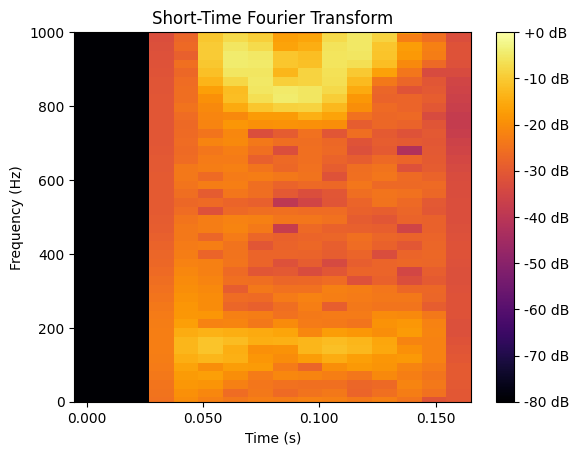 Short-Time Fourier Transform
1000
800
600
400
200
0
Frequency (Hz)
0.000
0.050
0.100
0.150
Time (s)
+0 dB
-10 dB
-20 dB
-30 dB
-40 dB
-50 dB
-60 dB
-70 dB
-80 dB